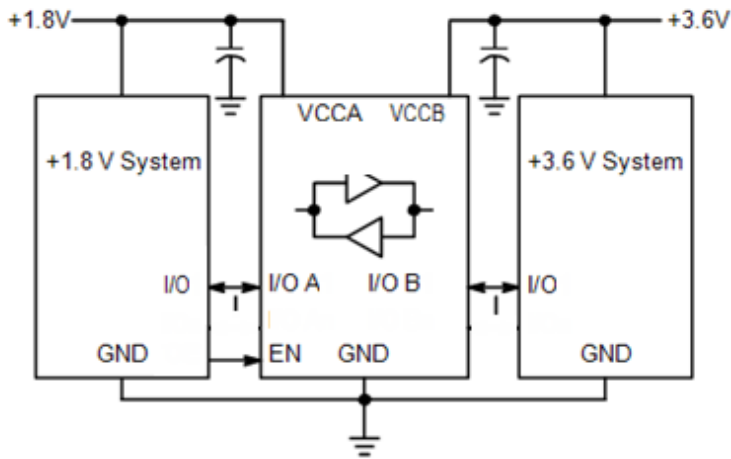 +1.8V +3.6V
VCCA VCCB
+1.8 V System +3.6 V System
I/O I/O A I/O B I/O
I I
GND EN GND GND